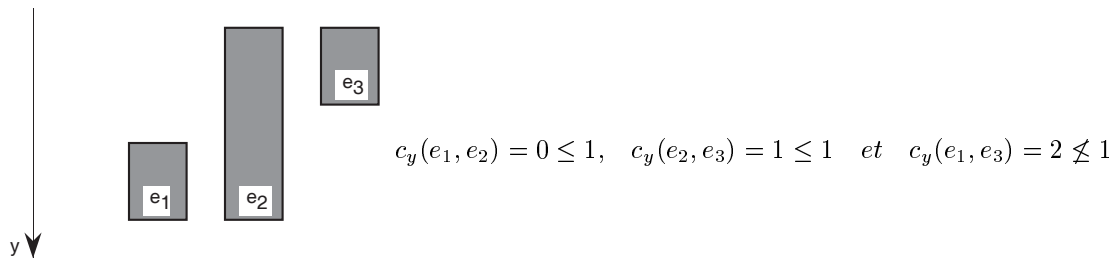 e3
c_y(e_1, e_2) = 0 ≤ 1,   c_y(e_2, e_3) = 1 ≤ 1   et   c_y(e_1, e_3) = 2 ≰ 1
e1 e2
y